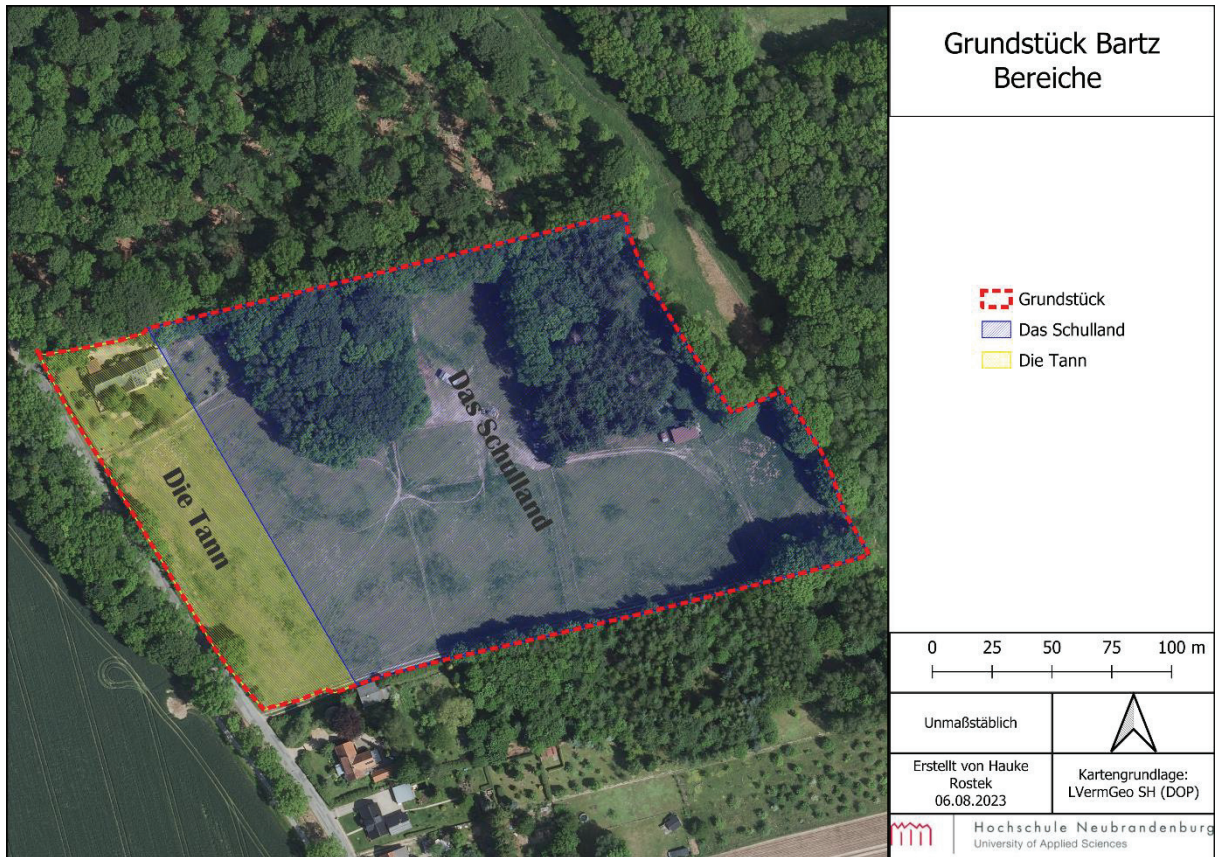 Grundstück Bartz
Bereiche
Grundstück
Das Schulland
Die Tann
Das Schulland
Die Tann
0 25 50 75 100 m
Unmaßstäblich
Erstellt von Hauke
Rostek
06.08.2023
Kartengrundlage:
LVermGeo SH (DOP)
Hochschule Neubrandenburg
University of Applied Sciences